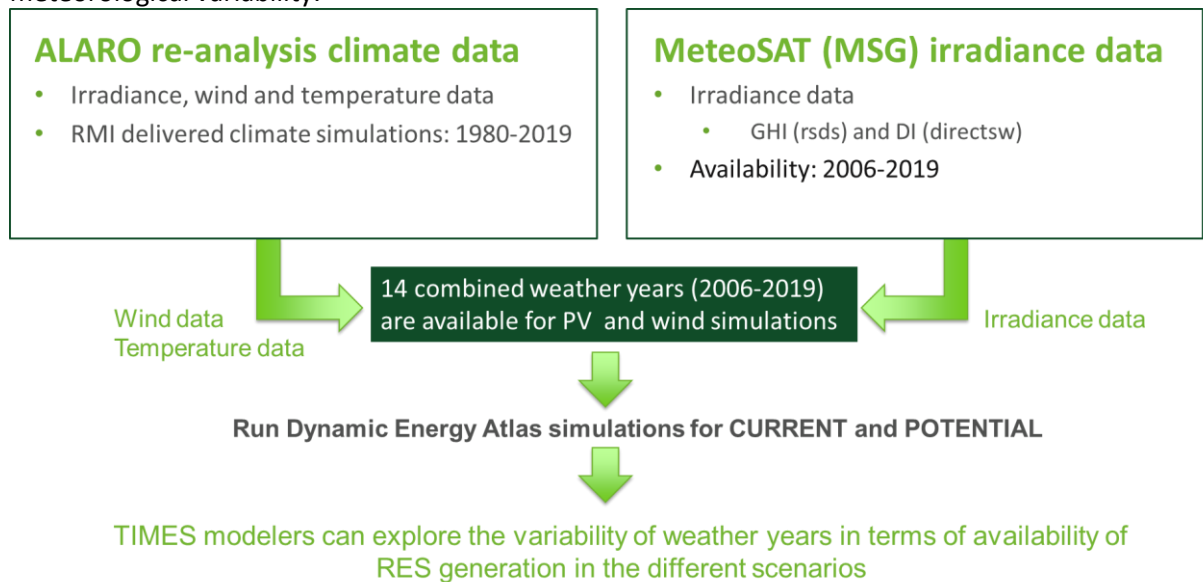 meteorological variability.
ALARO re-analysis climate data
• Irradiance, wind and temperature data
• RMI delivered climate simulations: 1980-2019
MeteoSAT (MSG) irradiance data
• Irradiance data
• GHI (rsds) and DI (directsw)
• Availability: 2006-2019
14 combined weather years (2006-2019)
are available for PV and wind simulations
Wind data
Temperature data
Irradiance data
Run Dynamic Energy Atlas simulations for CURRENT and POTENTIAL
TIMES modelers can explore the variability of weather years in terms of availability of
RES generation in the different scenarios